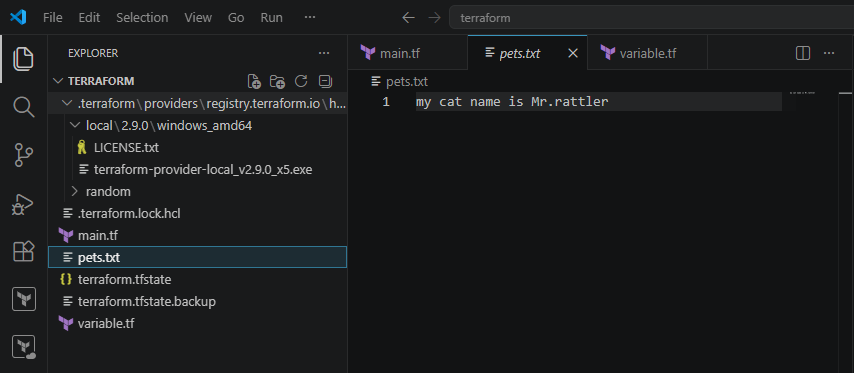 File Edit Selection View Go Run ··· terraform
EXPLORER ···
main.tf pets.txt variable.tf ···
TERRAFORM
pets.txt
.terraform\providers\registry.terraform.io\h...
1 my cat name is Mr.rattler
local\2.9.0\windows_amd64
LICENSE.txt
terraform-provider-local_v2.9.0_x5.exe
random
.terraform.lock.hcl
main.tf
pets.txt
{} terraform.tfstate
terraform.tfstate.backup
variable.tf